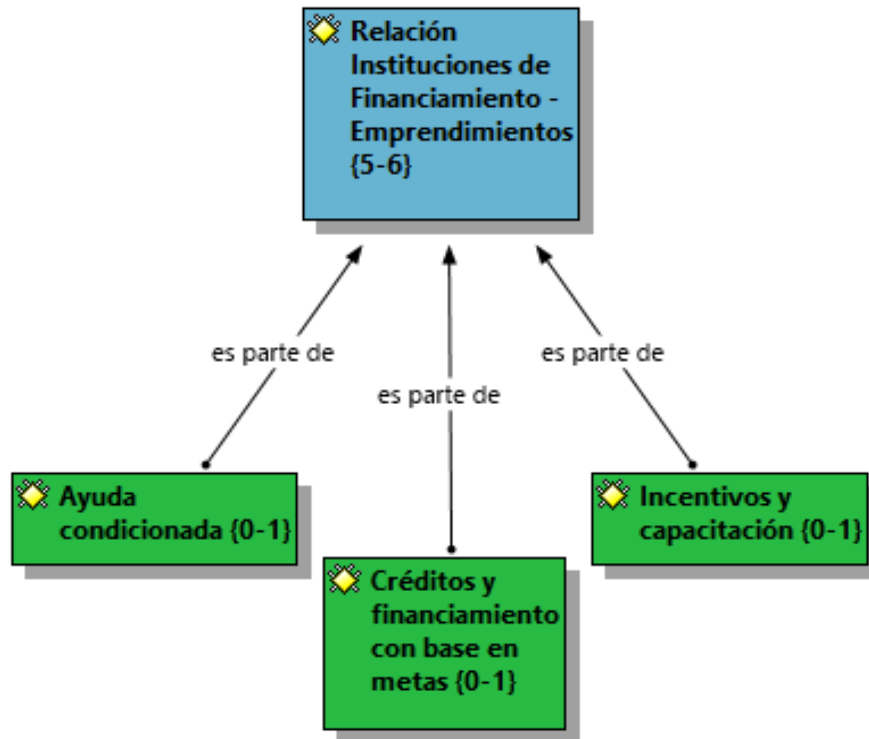 Relación
Instituciones de
Financiamiento -
Emprendimientos
{5-6}
es parte de
es parte de
es parte de
Ayuda
condicionada {0-1}
Créditos y
financiamiento
con base en
metas {0-1}
Incentivos y
capacitación {0-1}